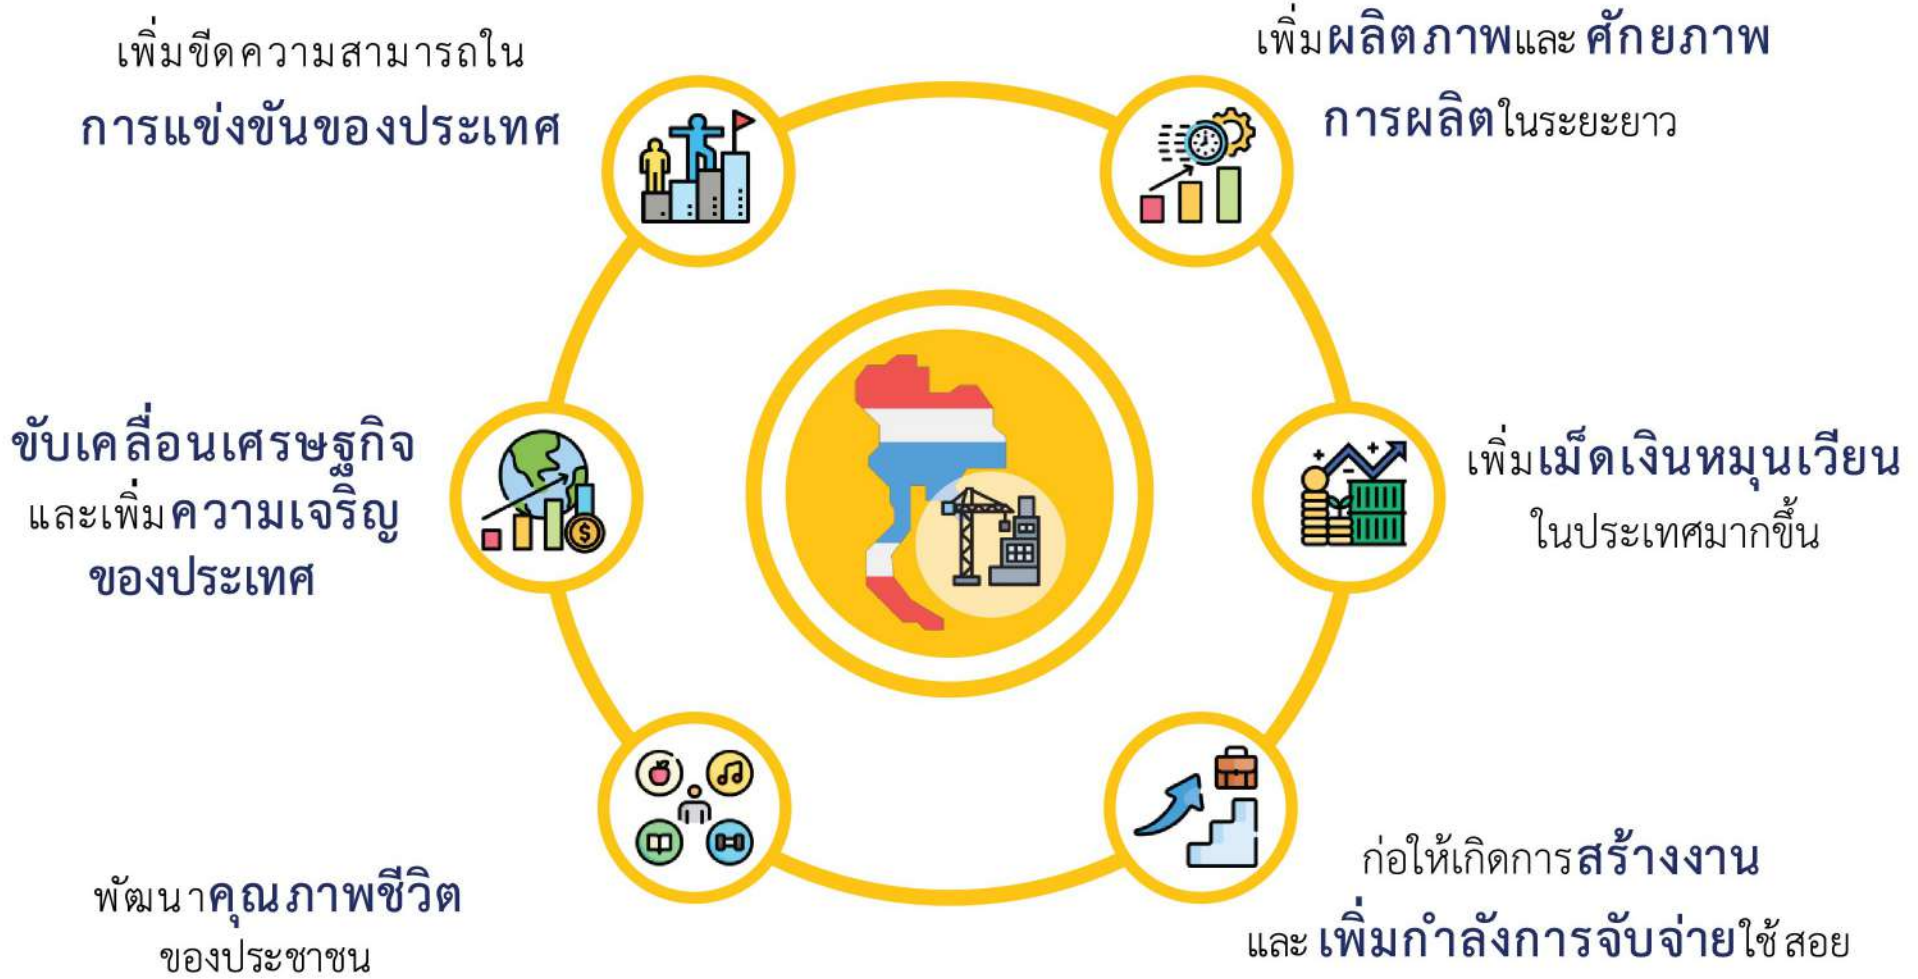 เพิ่มขีดความสามารถใน
การแข่งขันของประเทศ
เพิ่มผลิตภาพและศักยภาพ
การผลิตในระยะยาว
ขับเคลื่อนเศรษฐกิจ
และเพิ่มความเจริญ
ของประเทศ
เพิ่มเม็ดเงินหมุนเวียน
ในประเทศมากขึ้น
พัฒนาคุณภาพชีวิต
ของประชาชน
ก่อให้เกิดการสร้างงาน
และเพิ่มกำลังการจับจ่ายใช้สอย